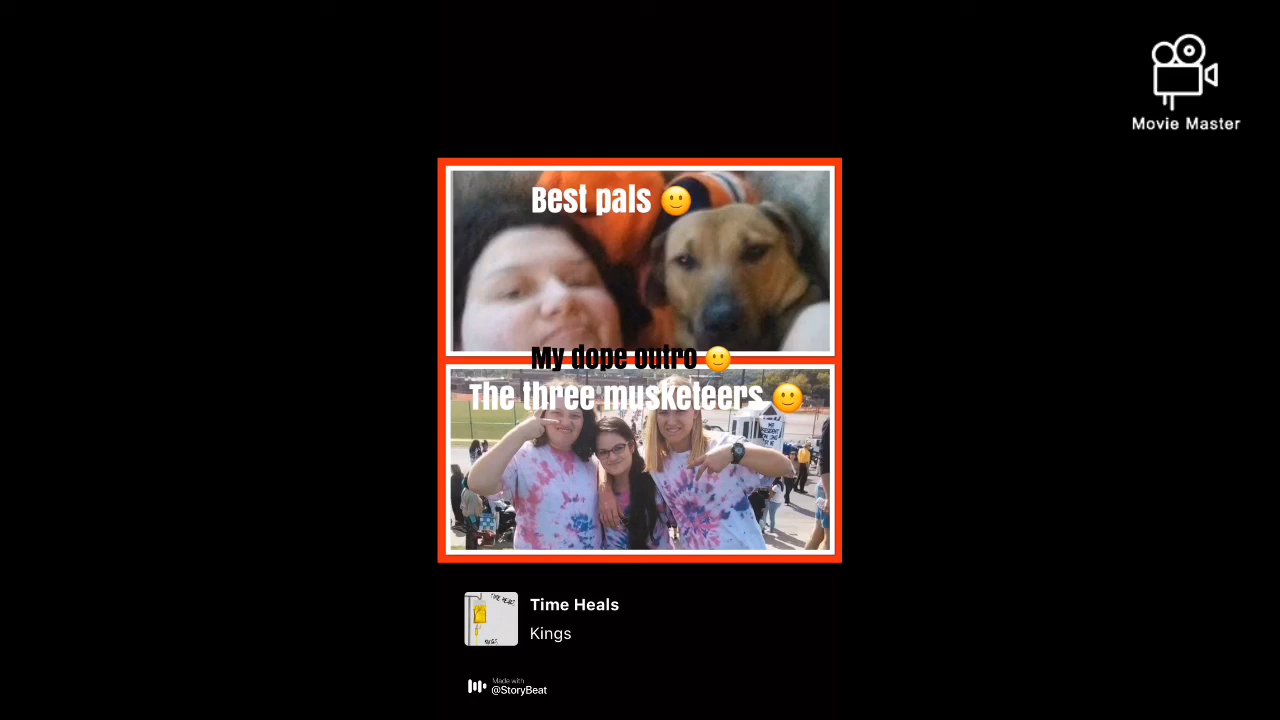 Movie Master
Best pals 🙂
My dope outro 🙂
The three musketeers 🙂
Time Heals
Kings
Made with
@StoryBeat